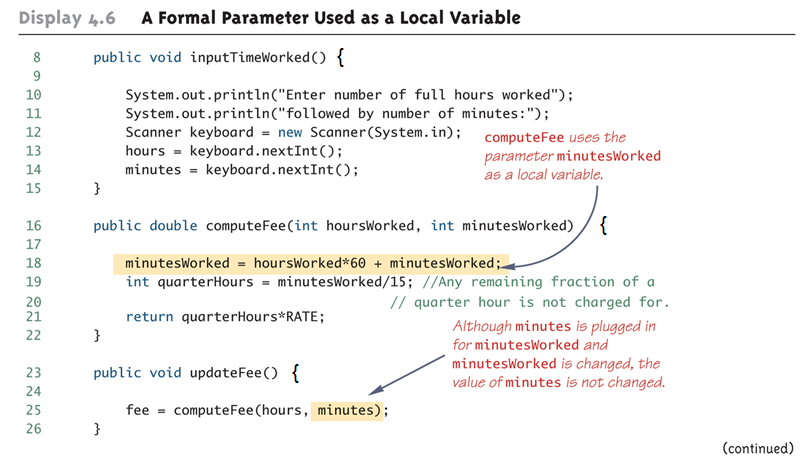 Display 4.6 A Formal Parameter Used as a Local Variable
8 public void inputTimeWorked() {
9
10 System.out.println("Enter number of full hours worked");
11 System.out.println("followed by number of minutes:");
12 Scanner keyboard = new Scanner(System.in);
13 hours = keyboard.nextInt();
14 minutes = keyboard.nextInt();
15 }
computeFee uses the
parameter minutesWorked
as a local variable.
16 public double computeFee(int hoursWorked, int minutesWorked) {
17
18 minutesWorked = hoursWorked*60 + minutesWorked;
19 int quarterHours = minutesWorked/15; //Any remaining fraction of a
20 // quarter hour is not charged for.
21 return quarterHours*RATE;
22 }
Although minutes is plugged in
for minutesWorked and
minutesWorked is changed, the
value of minutes is not changed.
23 public void updateFee() {
24
25 fee = computeFee(hours, minutes);
26 }
(continued)